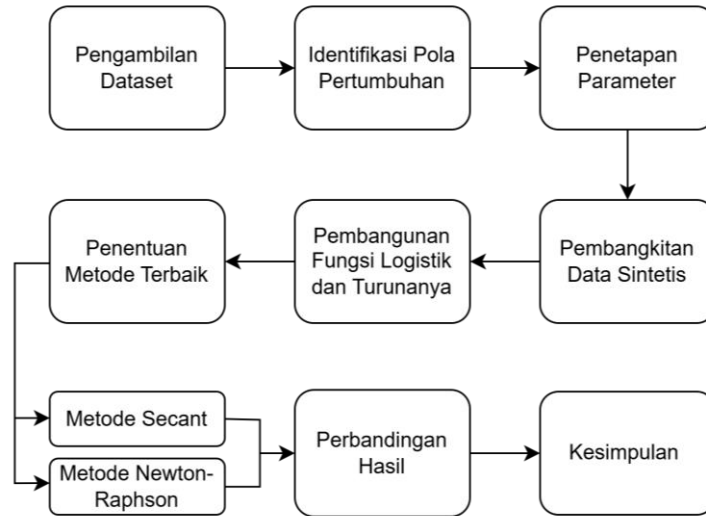 Pengambilan
Dataset
Identifikasi Pola
Pertumbuhan
Penetapan
Parameter
Pembangkitan
Data Sintetis
Pembangunan
Fungsi Logistik
dan Turunanya
Penentuan
Metode Terbaik
Metode Secant
Metode Newton-
Raphson
Perbandingan
Hasil
Kesimpulan